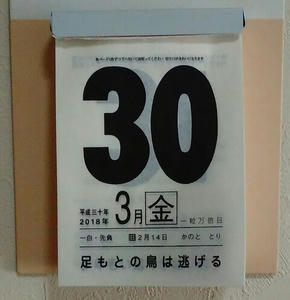 30
平成三十年
2018年
3月 金 一粒万倍日
一白・先負 旧2月14日 かのと とり
足もとの鳥は逃げる